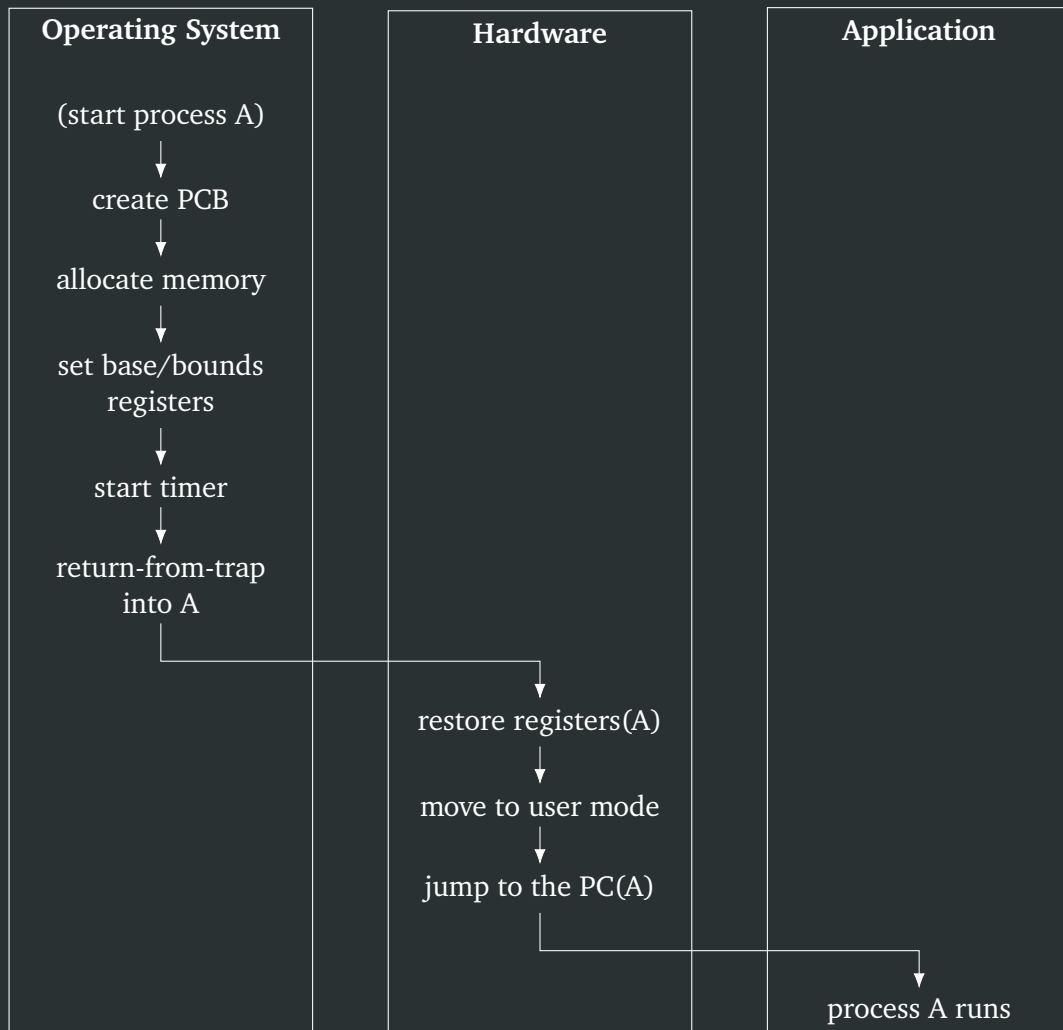 Operating System
Hardware
Application
(start process A)
create PCB
allocate memory
set base/bounds
registers
start timer
return-from-trap
into A
restore registers(A)
move to user mode
jump to the PC(A)
process A runs